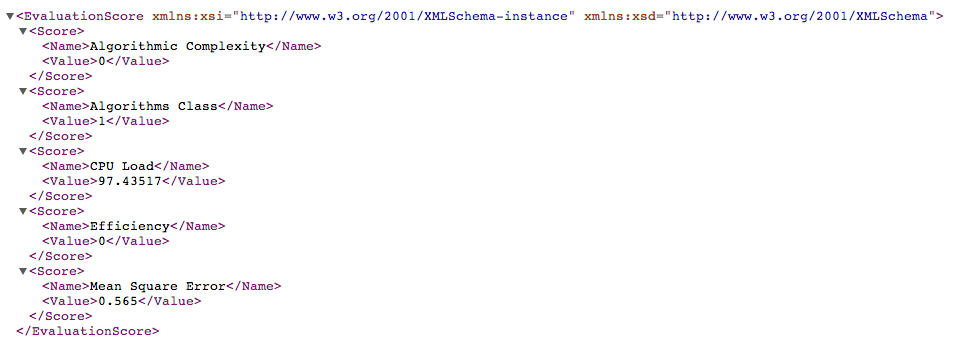 ▼<EvaluationScore xmlns:xsi="http://www.w3.org/2001/XMLSchema-instance" xmlns:xsd="http://www.w3.org/2001/XMLSchema">
▼<Score>
<Name>Algorithmic Complexity</Name>
<Value>0</Value>
</Score>
▼<Score>
<Name>Algorithms Class</Name>
<Value>1</Value>
</Score>
▼<Score>
<Name>CPU Load</Name>
<Value>97.43517</Value>
</Score>
▼<Score>
<Name>Efficiency</Name>
<Value>0</Value>
</Score>
▼<Score>
<Name>Mean Square Error</Name>
<Value>0.565</Value>
</Score>
</EvaluationScore>